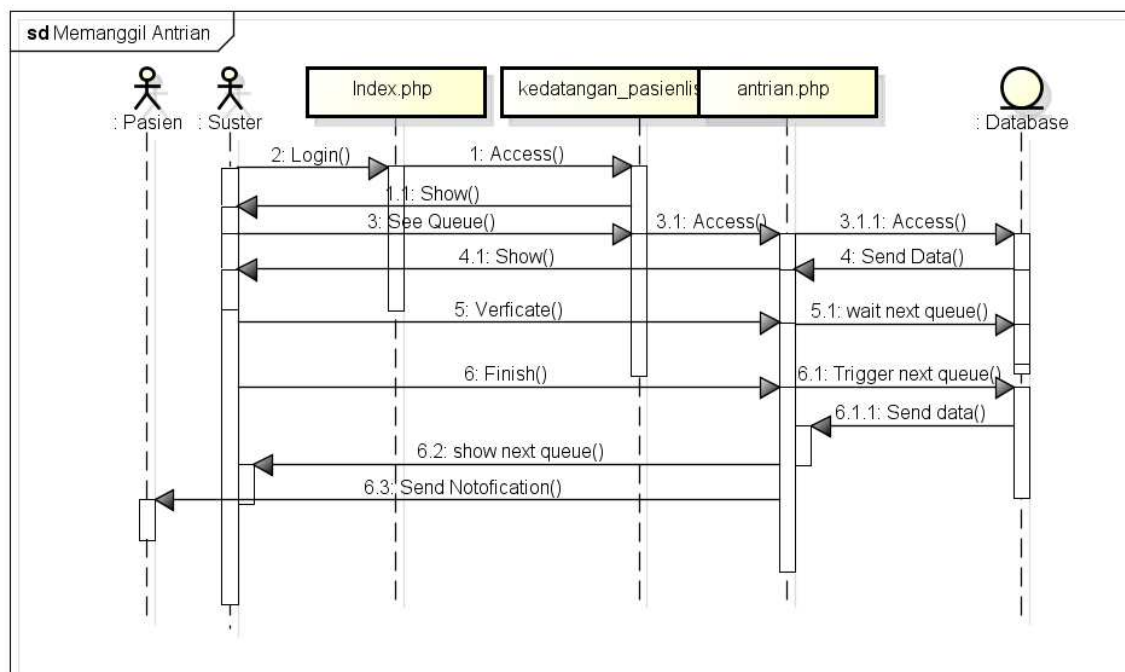 sd Memanggil Antrian
: Pasien
: Suster
Index.php
kedatangan_pasienlis
antrian.php
: Database
2: Login()
1: Access()
1.1: Show()
3: See Queue()
3.1: Access()
3.1.1: Access()
4.1: Show()
4: Send Data()
5: Verficate()
5.1: wait next queue()
6: Finish()
6.1: Trigger next queue()
6.1.1: Send data()
6.2: show next queue()
6.3: Send Notofication()